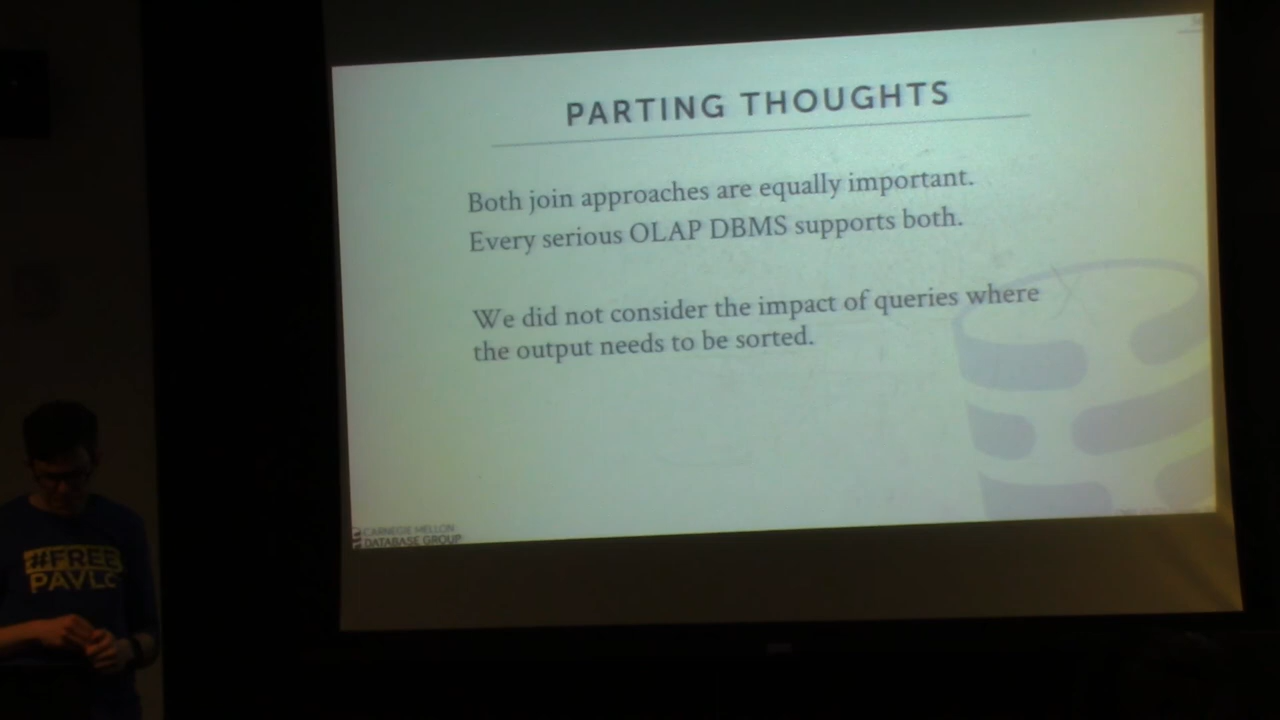 PARTING THOUGHTS
Both join approaches are equally important.
Every serious OLAP DBMS supports both.
We did not consider the impact of queries where
the output needs to be sorted.
CARNEGIE MELLON
DATABASE GROUP
#FREE
PAVLO